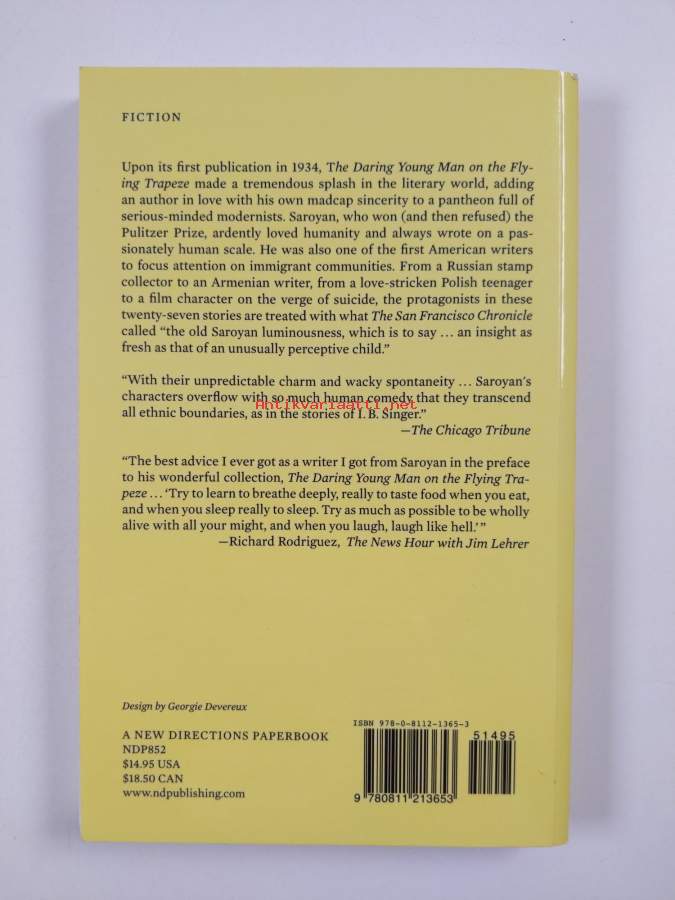 FICTION
Upon its first publication in 1934, The Daring Young Man on the Fly-
ing Trapeze made a tremendous splash in the literary world, adding
an author in love with his own madcap sincerity to a pantheon full of
serious-minded modernists. Saroyan, who won (and then refused) the
Pulitzer Prize, ardently loved humanity and always wrote on a pas-
sionately human scale. He was also one of the first American writers
to focus attention on immigrant communities. From a Russian stamp
collector to an Armenian writer, from a love-stricken Polish teenager
to a film character on the verge of suicide, the protagonists in these
twenty-seven stories are treated with what The San Francisco Chronicle
called “the old Saroyan luminousness, which is to say ... an insight as
fresh as that of an unusually perceptive child.”
“With their unpredictable charm and wacky spontaneity ... Saroyan's
characters overflow with so much human comedy that they transcend
Antikvariaatti.net
all ethnic boundaries, as in the stories of I. B. Singer.”
—The Chicago Tribune
“The best advice I ever got as a writer I got from Saroyan in the preface
to his wonderful collection, The Daring Young Man on the Flying Tra-
peze ... ‘Try to learn to breathe deeply, really to taste food when you eat,
and when you sleep really to sleep. Try as much as possible to be wholly
alive with all your might, and when you laugh, laugh like hell.’”
—Richard Rodriguez, The News Hour with Jim Lehrer
Design by Georgie Devereux
A NEW DIRECTIONS PAPERBOOK
NDP852
$14.95 USA
$18.50 CAN
www.ndpublishing.com
ISBN 978-0-8112-1365-3
51495
9 780811 213653